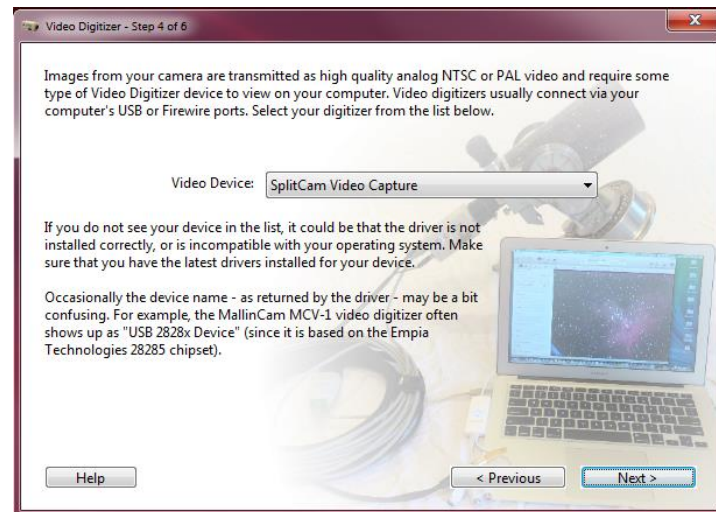 Video Digitizer - Step 4 of 6
Images from your camera are transmitted as high quality analog NTSC or PAL video and require some
type of Video Digitizer device to view on your computer. Video digitizers usually connect via your
computer's USB or Firewire ports. Select your digitizer from the list below.
Video Device: SplitCam Video Capture
If you do not see your device in the list, it could be that the driver is not
installed correctly, or is incompatible with your operating system. Make
sure that you have the latest drivers installed for your device.
Occasionally the device name - as returned by the driver - may be a bit
confusing. For example, the MallinCam MCV-1 video digitizer often
shows up as "USB 2828x Device" (since it is based on the Empia
Technologies 28285 chipset).
Help < Previous Next >